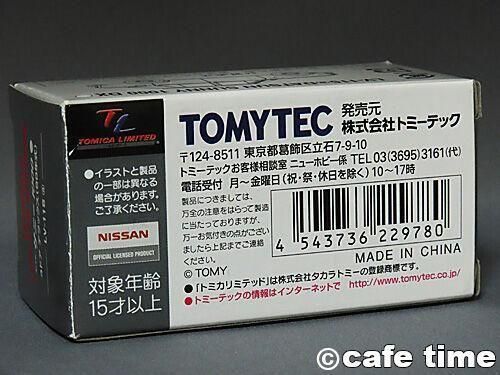 TOMICA LIMITED
●イラストと製品
の一部は異なる
場合があります。
ご了承ください。
NISSAN
OFFICIAL LICENSED PRODUCT
対象年齢
15才以上
TOMYTEC 発売元
株式会社トミーテック
〒124-8511 東京都葛飾区立石7-9-10
トミーテックお客様相談室 ニューホビー係 TEL 03(3695)3161(代)
電話受付 月~金曜日(祝・祭・休日を除く)10~17時
製品につきましては、
万全の注意をはらって製造
に当たっておりますが、
万一お気付きの点がござい
ましたら上記までご連絡
ください。
4 543736 229780
MADE IN CHINA
© TOMY
●「トミカリミテッド」は株式会社タカラトミーの登録商標です。
●トミーテックの情報はインターネットで http://www.tomytec.co.jp/
©cafe time